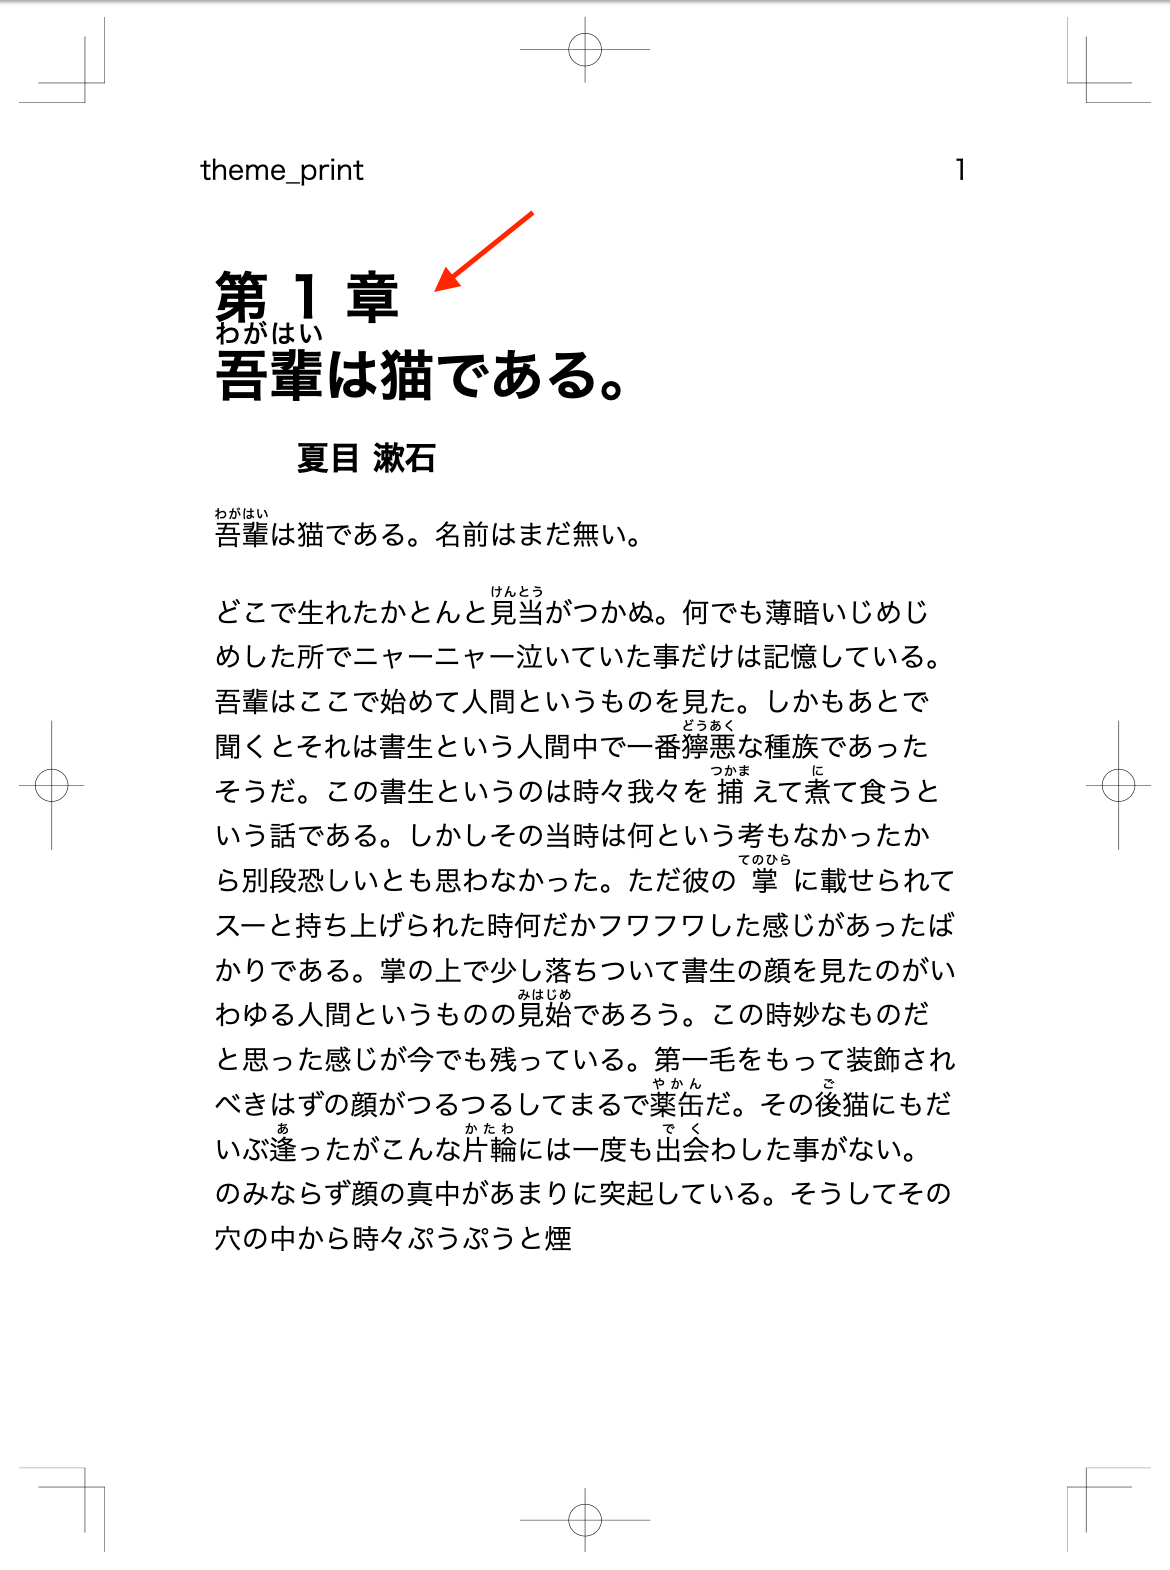 theme_print 1
第 1 章
わがはい
吾輩は猫である。
夏目 漱石
わがはい
吾輩は猫である。名前はまだ無い。
けんとう
どこで生れたかとんと見当がつかぬ。何でも薄暗いじめじ
めした所でニャーニャー泣いていた事だけは記憶している。
吾輩はここで始めて人間というものを見た。しかもあとで
どうあく
聞くとそれは書生という人間中で一番獰悪な種族であった
つかま に
そうだ。この書生というのは時々我々を捕えて煮て食うと
いう話である。しかしその当時は何という考もなかったか
てのひら
ら別段恐しいとも思わなかった。ただ彼の掌に載せられて
スーと持ち上げられた時何だかフワフワした感じがあったば
かりである。掌の上で少し落ちついて書生の顔を見たのがい
みはじめ
わゆる人間というものの見始であろう。この時妙なものだ
と思った感じが今でも残っている。第一毛をもって装飾され
やかん ご
べきはずの顔がつるつるしてまるで薬缶だ。その後猫にもだ
あ かたわ でく
いぶ逢ったがこんな片輪には一度も出会わした事がない。
のみならず顔の真中があまりに突起している。そうしてその
穴の中から時々ぷうぷうと煙